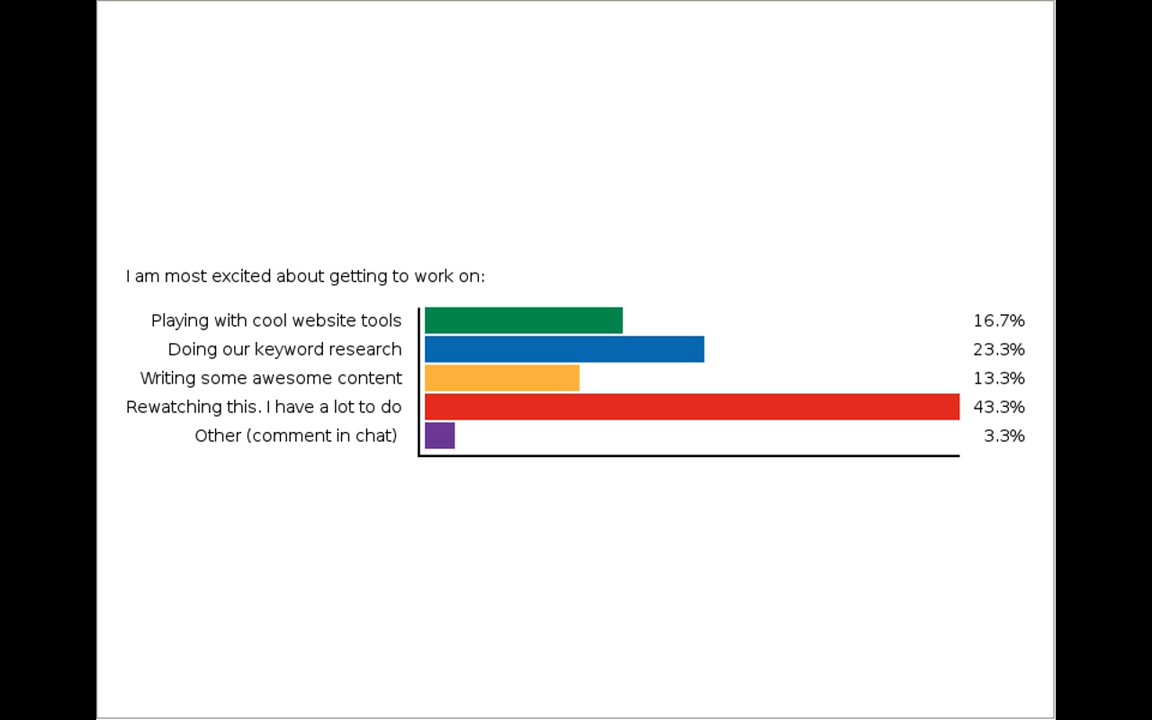 I am most excited about getting to work on:
Playing with cool website tools 16.7%
Doing our keyword research 23.3%
Writing some awesome content 13.3%
Rewatching this. I have a lot to do 43.3%
Other (comment in chat) 3.3%